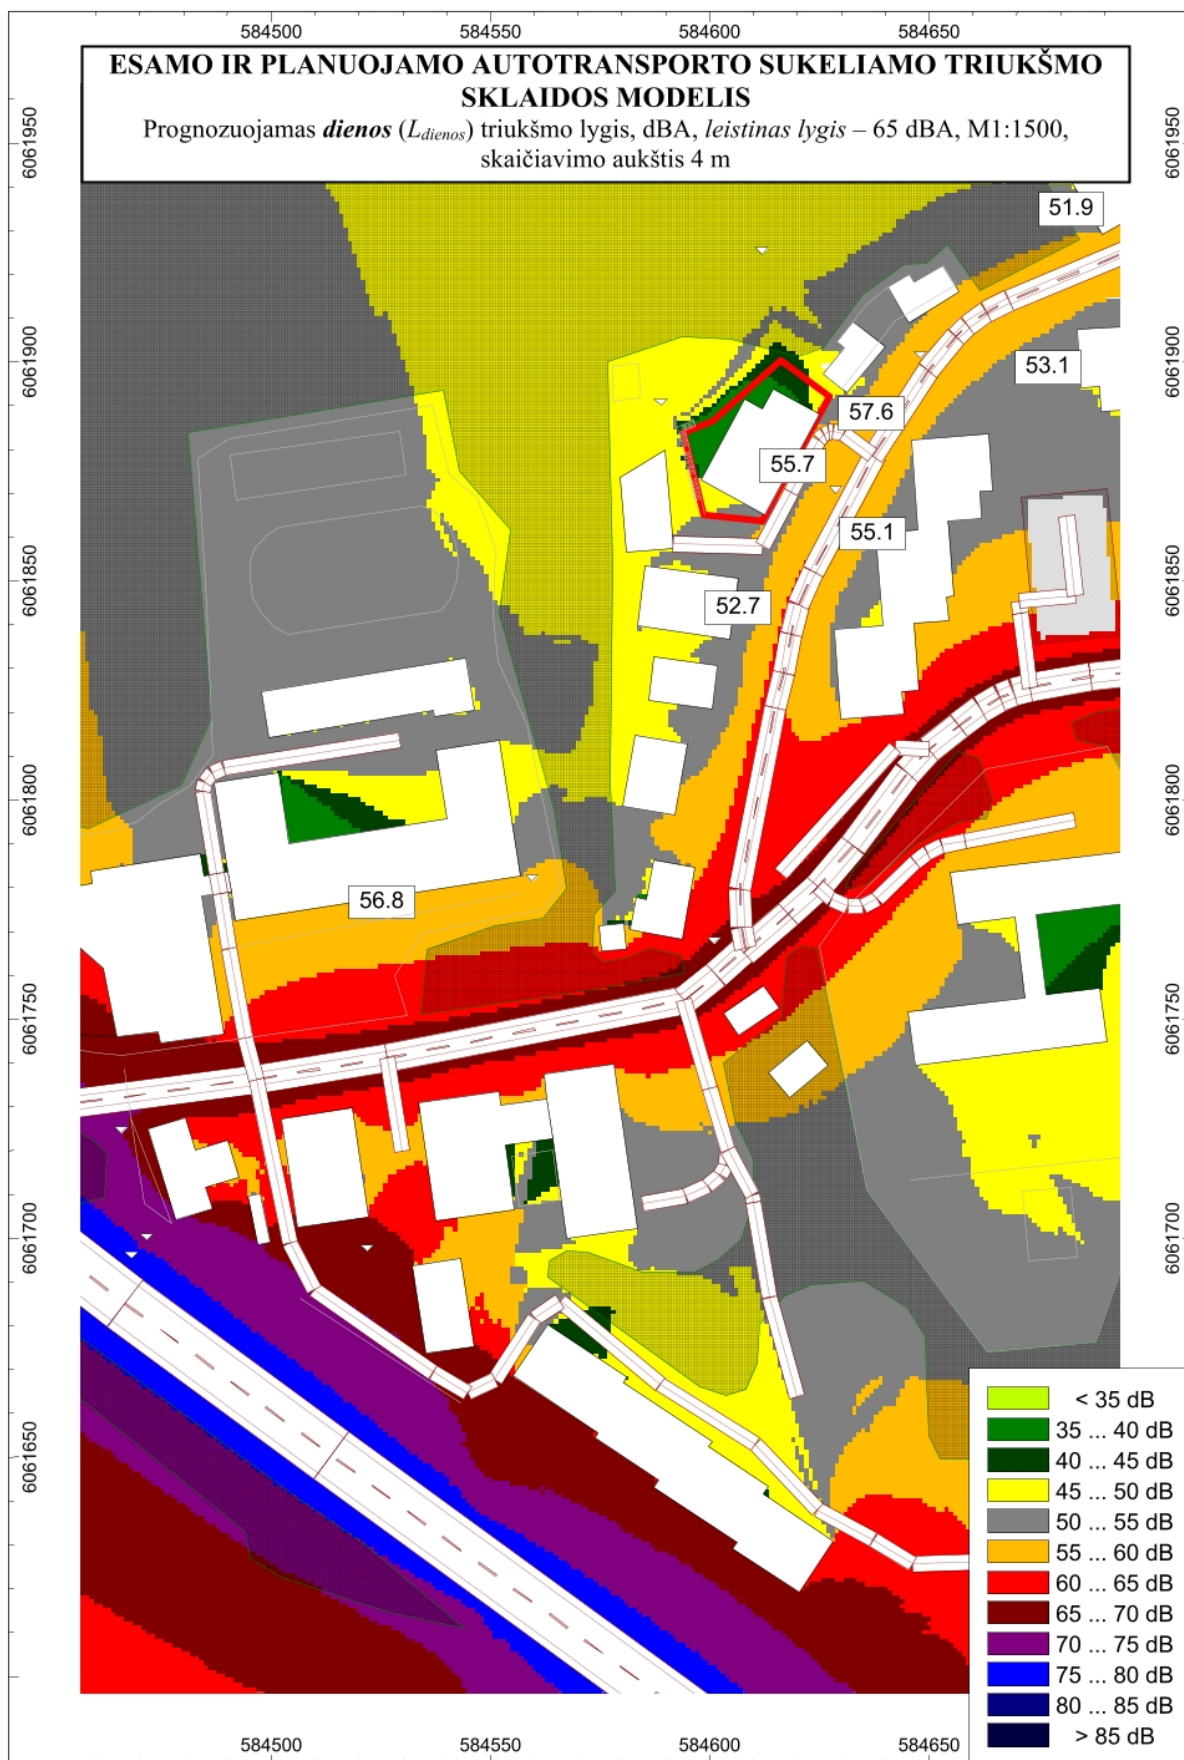 584500 584550 584600 584650
ESAMO IR PLANUOJAMO AUTOTRANSPORTO SUKELIAMO TRIUKŠMO
SKLAIDOS MODELIS
Prognozuojamas dienos (Ldienos) triukšmo lygis, dBA, leistinas lygis – 65 dBA, M1:1500,
skaičiavimo aukštis 4 m
6061950 6061950
51.9
6061900 6061900
53.1
57.6
55.7
55.1
6061850 6061850
52.7
6061800 6061800
56.8
6061750 6061750
6061700 6061700
6061650
< 35 dB
35 ... 40 dB
40 ... 45 dB
45 ... 50 dB
50 ... 55 dB
55 ... 60 dB
60 ... 65 dB
65 ... 70 dB
70 ... 75 dB
75 ... 80 dB
80 ... 85 dB
> 85 dB
584500 584550 584600 584650